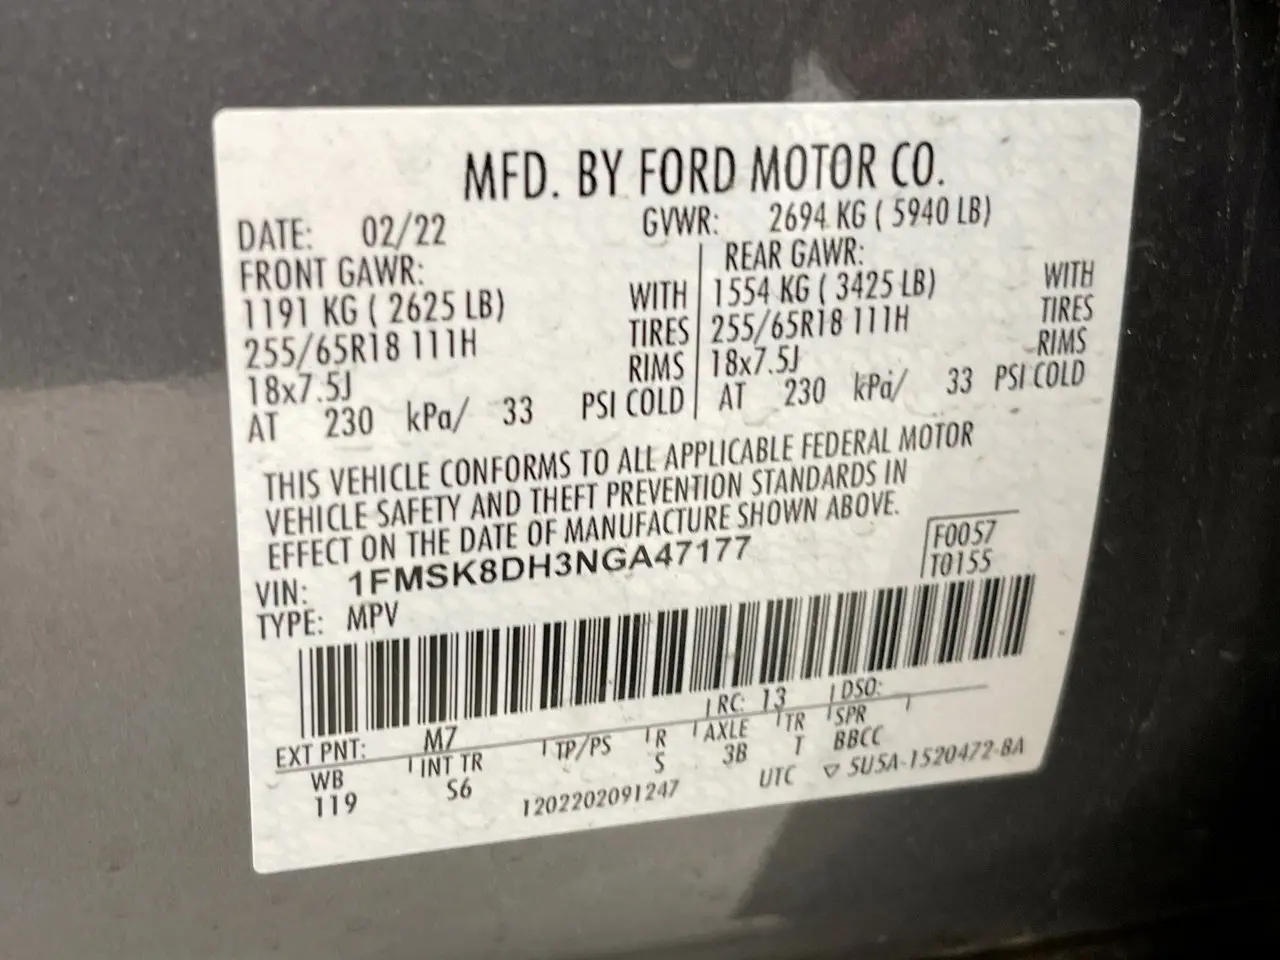 MFD. BY FORD MOTOR CO.
DATE: 02/22 GVWR: 2694 KG ( 5940 LB)
FRONT GAWR: REAR GAWR:
1191 KG ( 2625 LB) WITH 1554 KG ( 3425 LB) WITH
255/65R18 111H TIRES 255/65R18 111H TIRES
18x7.5J RIMS 18x7.5J RIMS
AT 230 kPa/ 33 PSI COLD AT 230 kPa/ 33 PSI COLD
THIS VEHICLE CONFORMS TO ALL APPLICABLE FEDERAL MOTOR
VEHICLE SAFETY AND THEFT PREVENTION STANDARDS IN
EFFECT ON THE DATE OF MANUFACTURE SHOWN ABOVE.
VIN: 1FMSK8DH3NGA47177 F0057
TYPE: MPV T0155
EXT PNT: M7 RC: 13 DSO:
WB INT TR TP/PS R AXLE TR SPR
119 S6 S 3B T BBCC
1202202091247 UTC ▽ 5U5A-1520472-BA